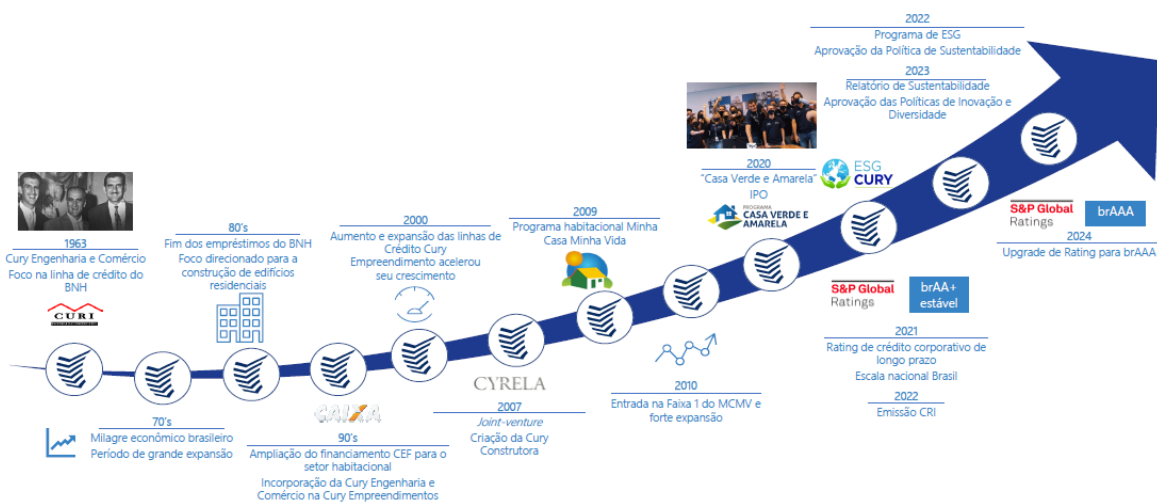 1963
Cury Engenharia e Comércio
Foco na linha de crédito do
BNH
CURI
70's
Milagre econômico brasileiro
Período de grande expansão
80's
Fim dos empréstimos do BNH
Foco direcionado para a
construção de edifícios
residenciais
CAIXA
90's
Ampliação do financiamento CEF para o
setor habitacional
Incorporação da Cury Engenharia e
Comércio na Cury Empreendimentos
2000
Aumento e expansão das linhas de
Crédito Cury
Empreendimento acelerou
seu crescimento
CYRELA
2007
Joint-venture
Criação da Cury
Construtora
2009
Programa habitacional Minha
Casa Minha Vida
2010
Entrada na Faixa 1 do MCMV e
forte expansão
2020
"Casa Verde e Amarela"
IPO
PROGRAMA
CASA VERDE E
AMARELA
ESG
CURY
S&P Global
Ratings
brAA+
estável
2021
Rating de crédito corporativo de
longo prazo
Escala nacional Brasil
2022
Emissão CRI
2022
Programa de ESG
Aprovação da Política de Sustentabilidade
2023
Relatório de Sustentabilidade
Aprovação das Políticas de Inovação e
Diversidade
S&P Global
Ratings
brAAA
2024
Upgrade de Rating para brAAA